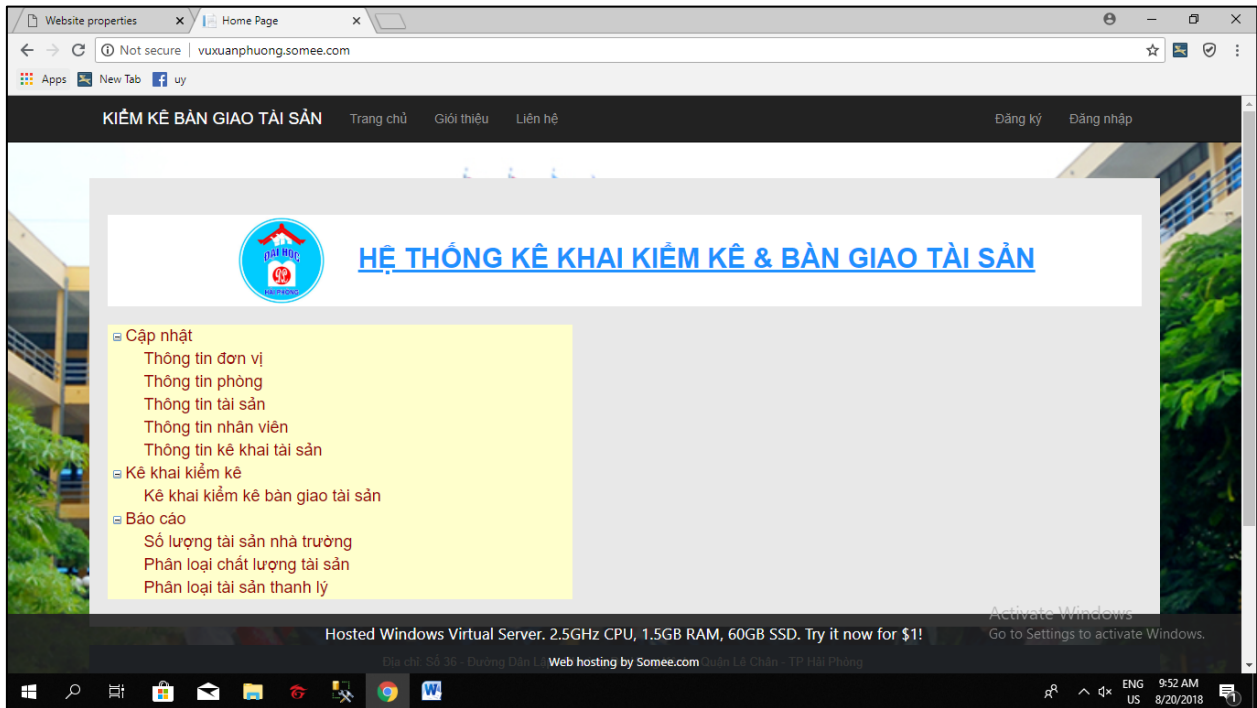 Website properties
Home Page
Not secure vuxuanphuong.somee.com
Apps New Tab uy
KIỂM KÊ BÀN GIAO TÀI SẢN Trang chủ Giới thiệu Liên hệ Đăng ký Đăng nhập
ĐẠI HỌC
HẢI PHÒNG
HỆ THỐNG KÊ KHAI KIỂM KÊ & BÀN GIAO TÀI SẢN
Cập nhật
Thông tin đơn vị
Thông tin phòng
Thông tin tài sản
Thông tin nhân viên
Thông tin kê khai tài sản
Kê khai kiểm kê
Kê khai kiểm kê bàn giao tài sản
Báo cáo
Số lượng tài sản nhà trường
Phân loại chất lượng tài sản
Phân loại tài sản thanh lý
Activate Windows
Go to Settings to activate Windows.
Hosted Windows Virtual Server. 2.5GHz CPU, 1.5GB RAM, 60GB SSD. Try it now for $1!
Địa chỉ: Số 36 - Đường Dân Lập Quận Lê Chân - TP Hải Phòng
Web hosting by Somee.com
ENG 9:52 AM
US 8/20/2018